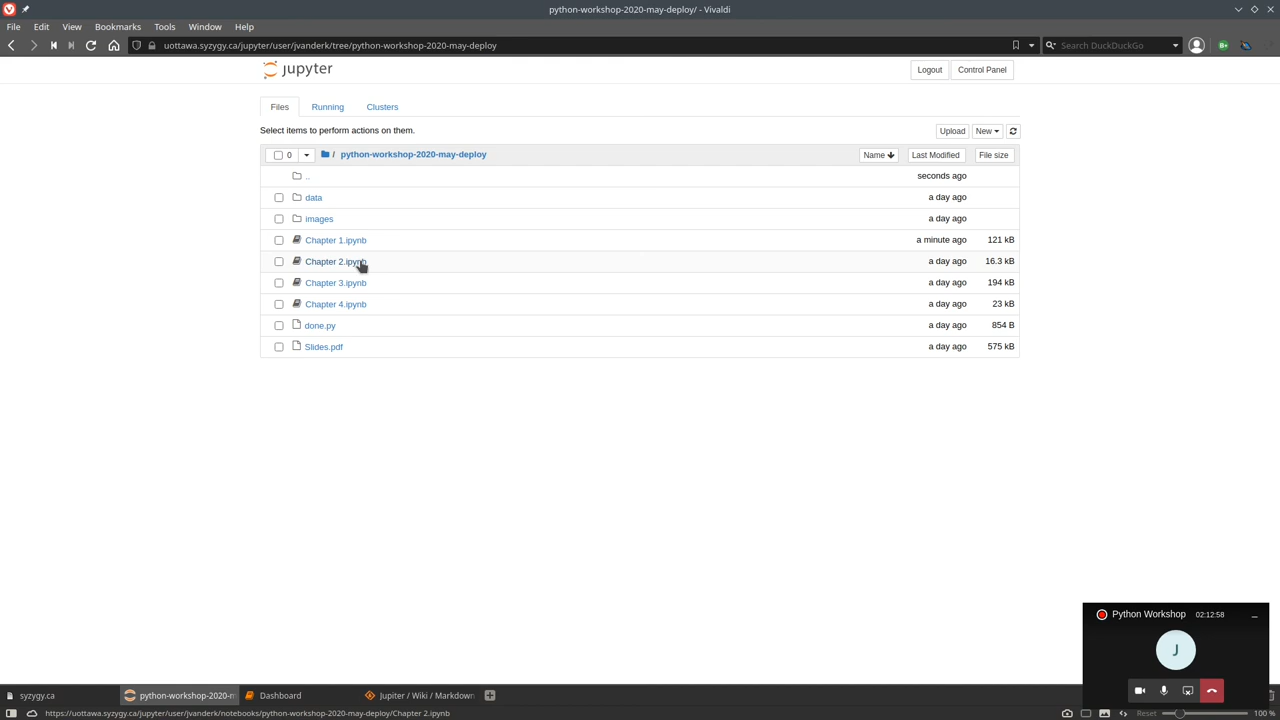 python-workshop-2020-may-deploy/ - Vivaldi
File Edit View Bookmarks Tools Window Help
uottawa.syzygy.ca/jupyter/user/jvanderk/tree/python-workshop-2020-may-deploy Search DuckDuckGo
jupyter Logout Control Panel
Files Running Clusters
Select items to perform actions on them. Upload New
0 / python-workshop-2020-may-deploy Name Last Modified File size
.. seconds ago
data a day ago
images a day ago
Chapter 1.ipynb a minute ago 121 kB
Chapter 2.ipynb a day ago 16.3 kB
Chapter 3.ipynb a day ago 194 kB
Chapter 4.ipynb a day ago 23 kB
done.py a day ago 854 B
Slides.pdf a day ago 575 kB
Python Workshop 02:12:58
J
syzygy.ca python-workshop-2020-m Dashboard Jupiter / Wiki / Markdown
https://uottawa.syzygy.ca/jupyter/user/jvanderk/notebooks/python-workshop-2020-may-deploy/Chapter 2.ipynb Reset 100 %